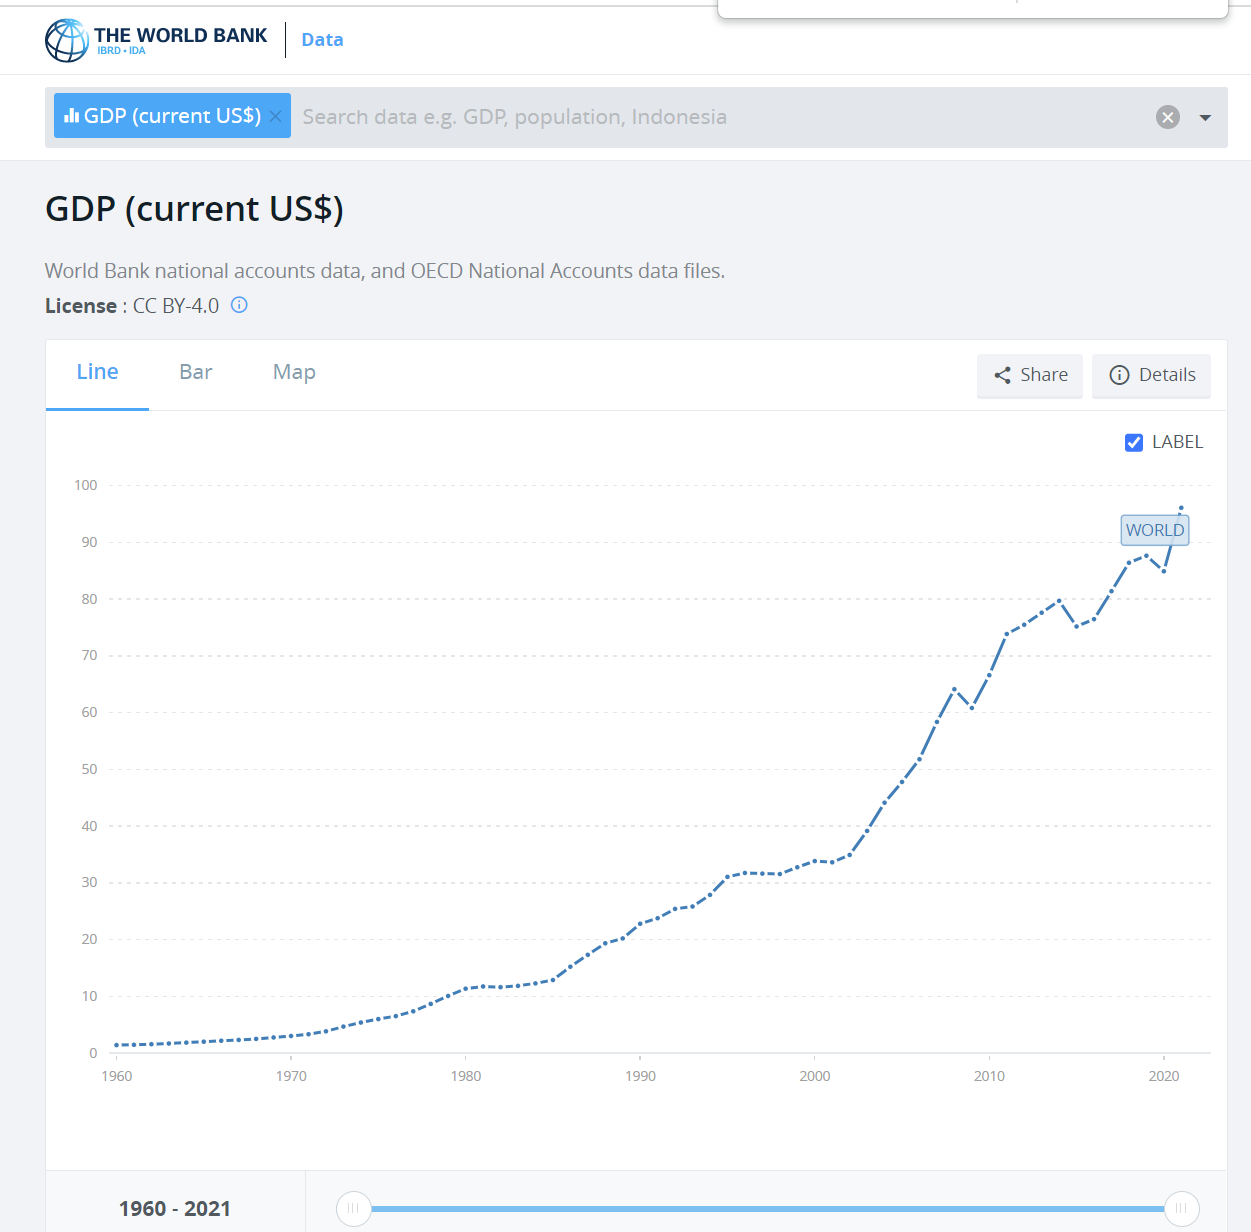 THE WORLD BANK
IBRD • IDA
Data
GDP (current US$)
Search data e.g. GDP, population, Indonesia
GDP (current US$)
World Bank national accounts data, and OECD National Accounts data files.
License : CC BY-4.0
Line Bar Map
Share Details
LABEL
100
90
80
70
60
50
40
30
20
10
0
WORLD
1960 1970 1980 1990 2000 2010 2020
1960 - 2021